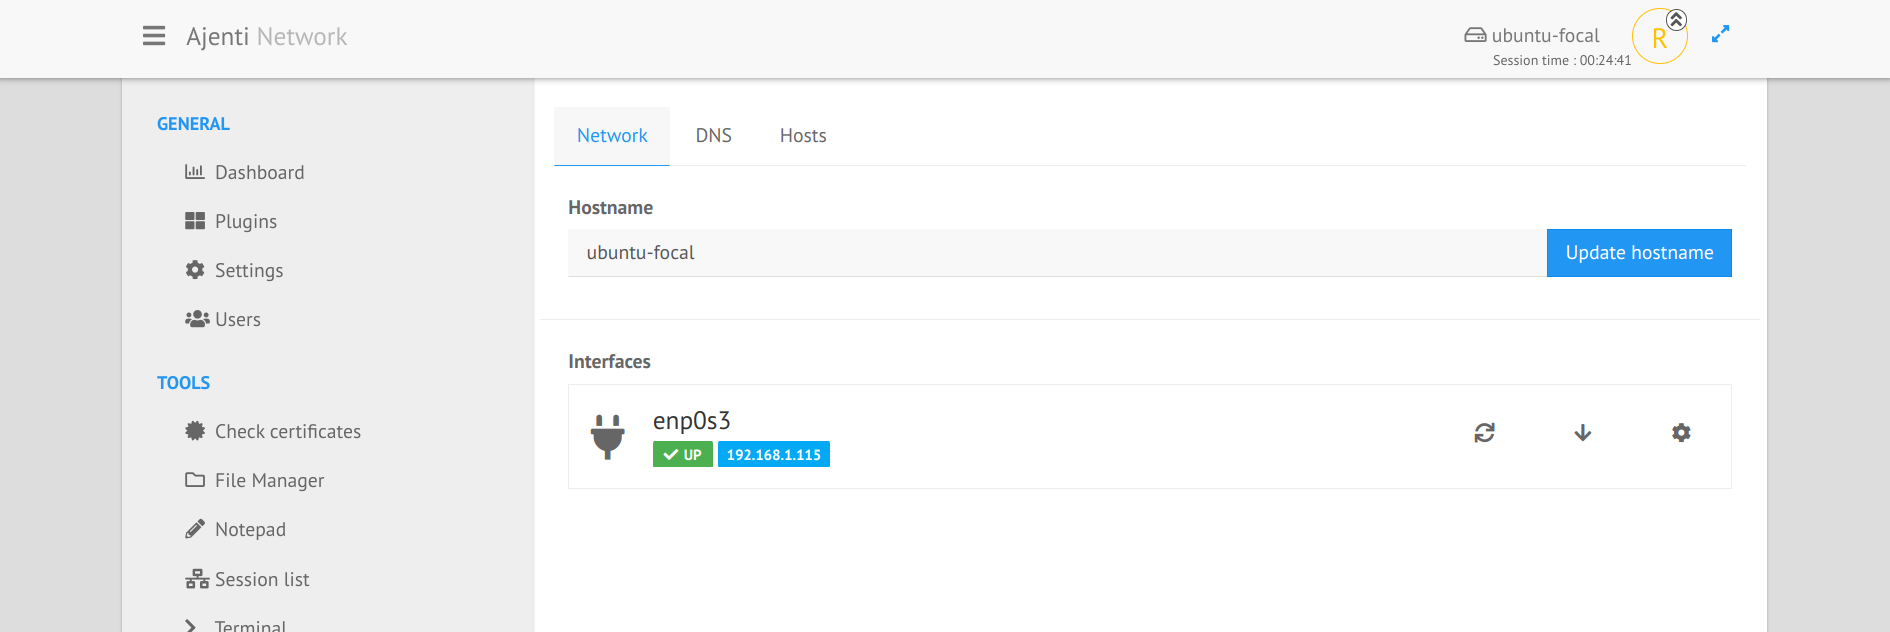 Ajenti Network
ubuntu-focal
Session time : 00:24:41
R
GENERAL
Dashboard
Plugins
Settings
Users
TOOLS
Check certificates
File Manager
Notepad
Session list
Terminal
Network
DNS
Hosts
Hostname
ubuntu-focal
Update hostname
Interfaces
enp0s3
UP
192.168.1.115